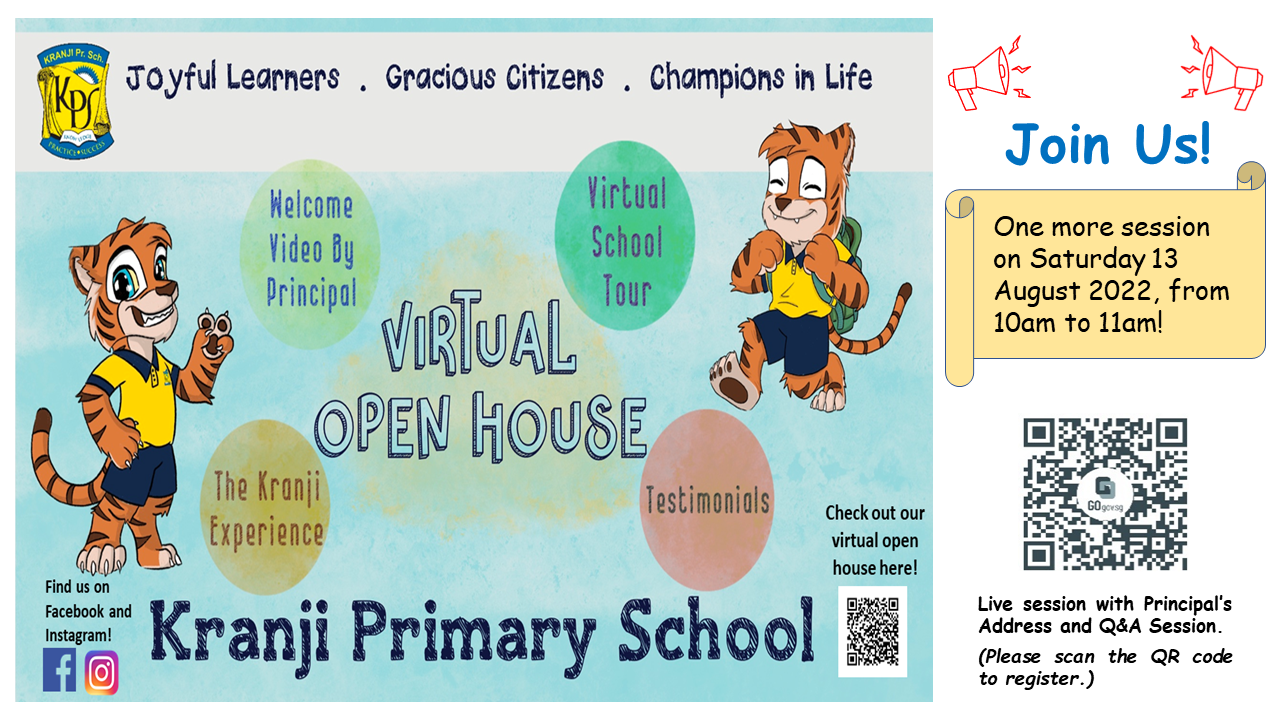 KRANJI Pr. Sch.
KPS
KNOWLEDGE
PRACTICE • SUCCESS
Joyful Learners . Gracious Citizens . Champions in Life
Welcome
Video By
Principal
Virtual
School
Tour
VIRTUAL
OPEN HOUSE
The Kranji
Experience
Testimonials
Check out our
virtual open
house here!
Find us on
Facebook and
Instagram!
Kranji Primary School
Join Us!
One more session
on Saturday 13
August 2022, from
10am to 11am!
GOgov.sg
Live session with Principal's
Address and Q&A Session.
(Please scan the QR code
to register.)